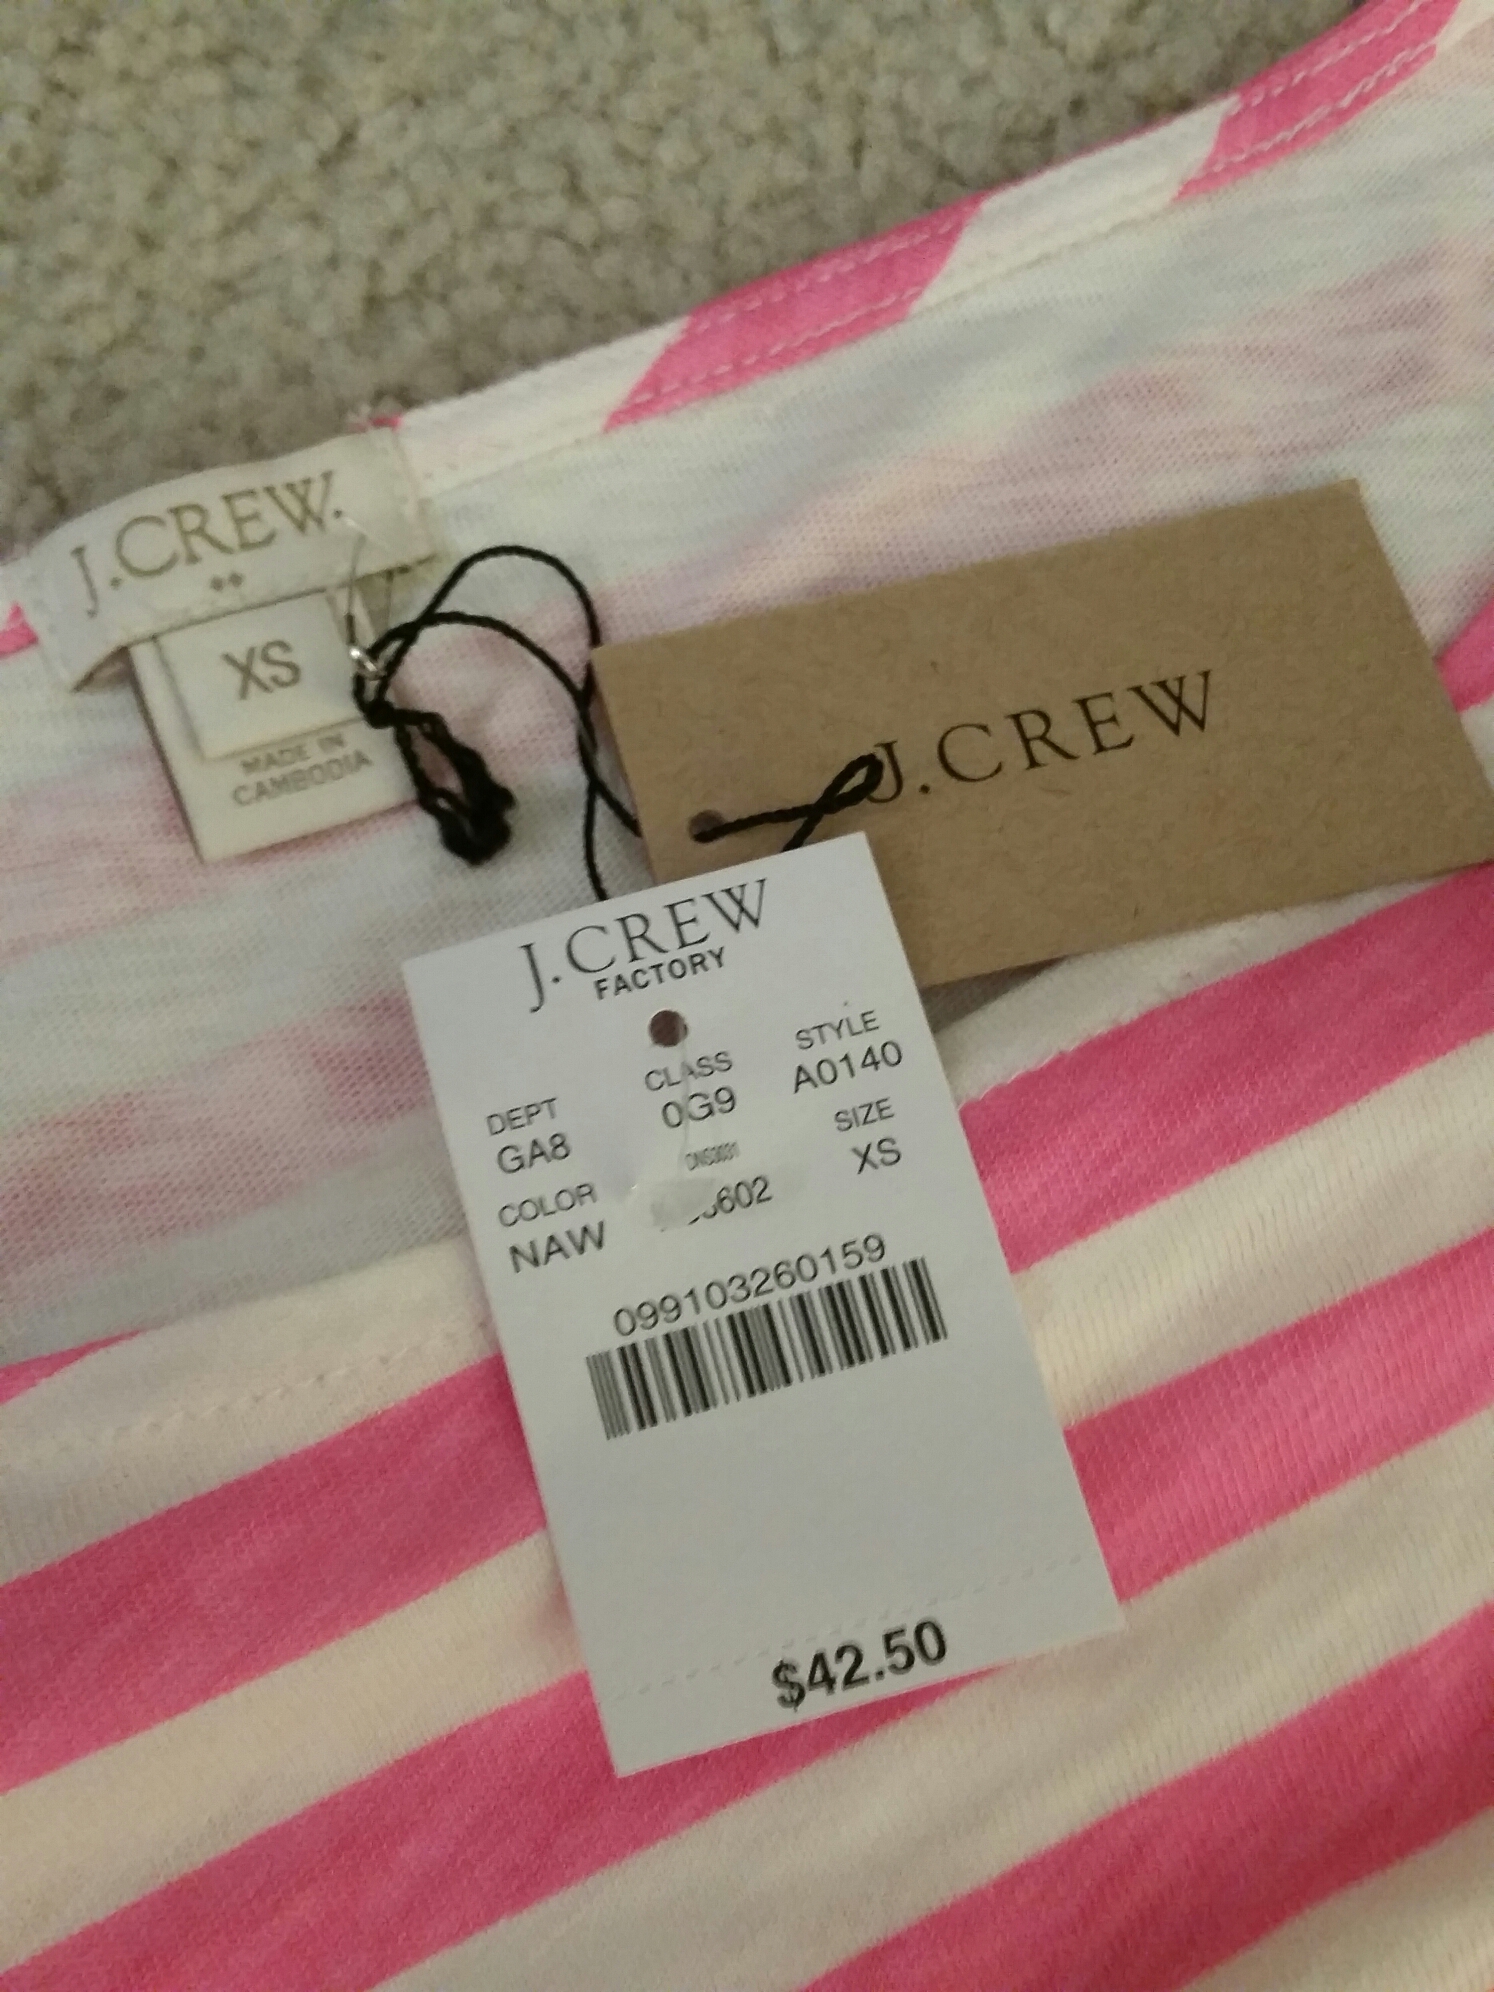 J.CREW.
XS
MADE IN
CAMBODIA
J.CREW
J.CREW
FACTORY
DEPT CLASS STYLE
GA8 0G9 A0140
COLOR SIZE
NAW XS
099103260159
$42.50